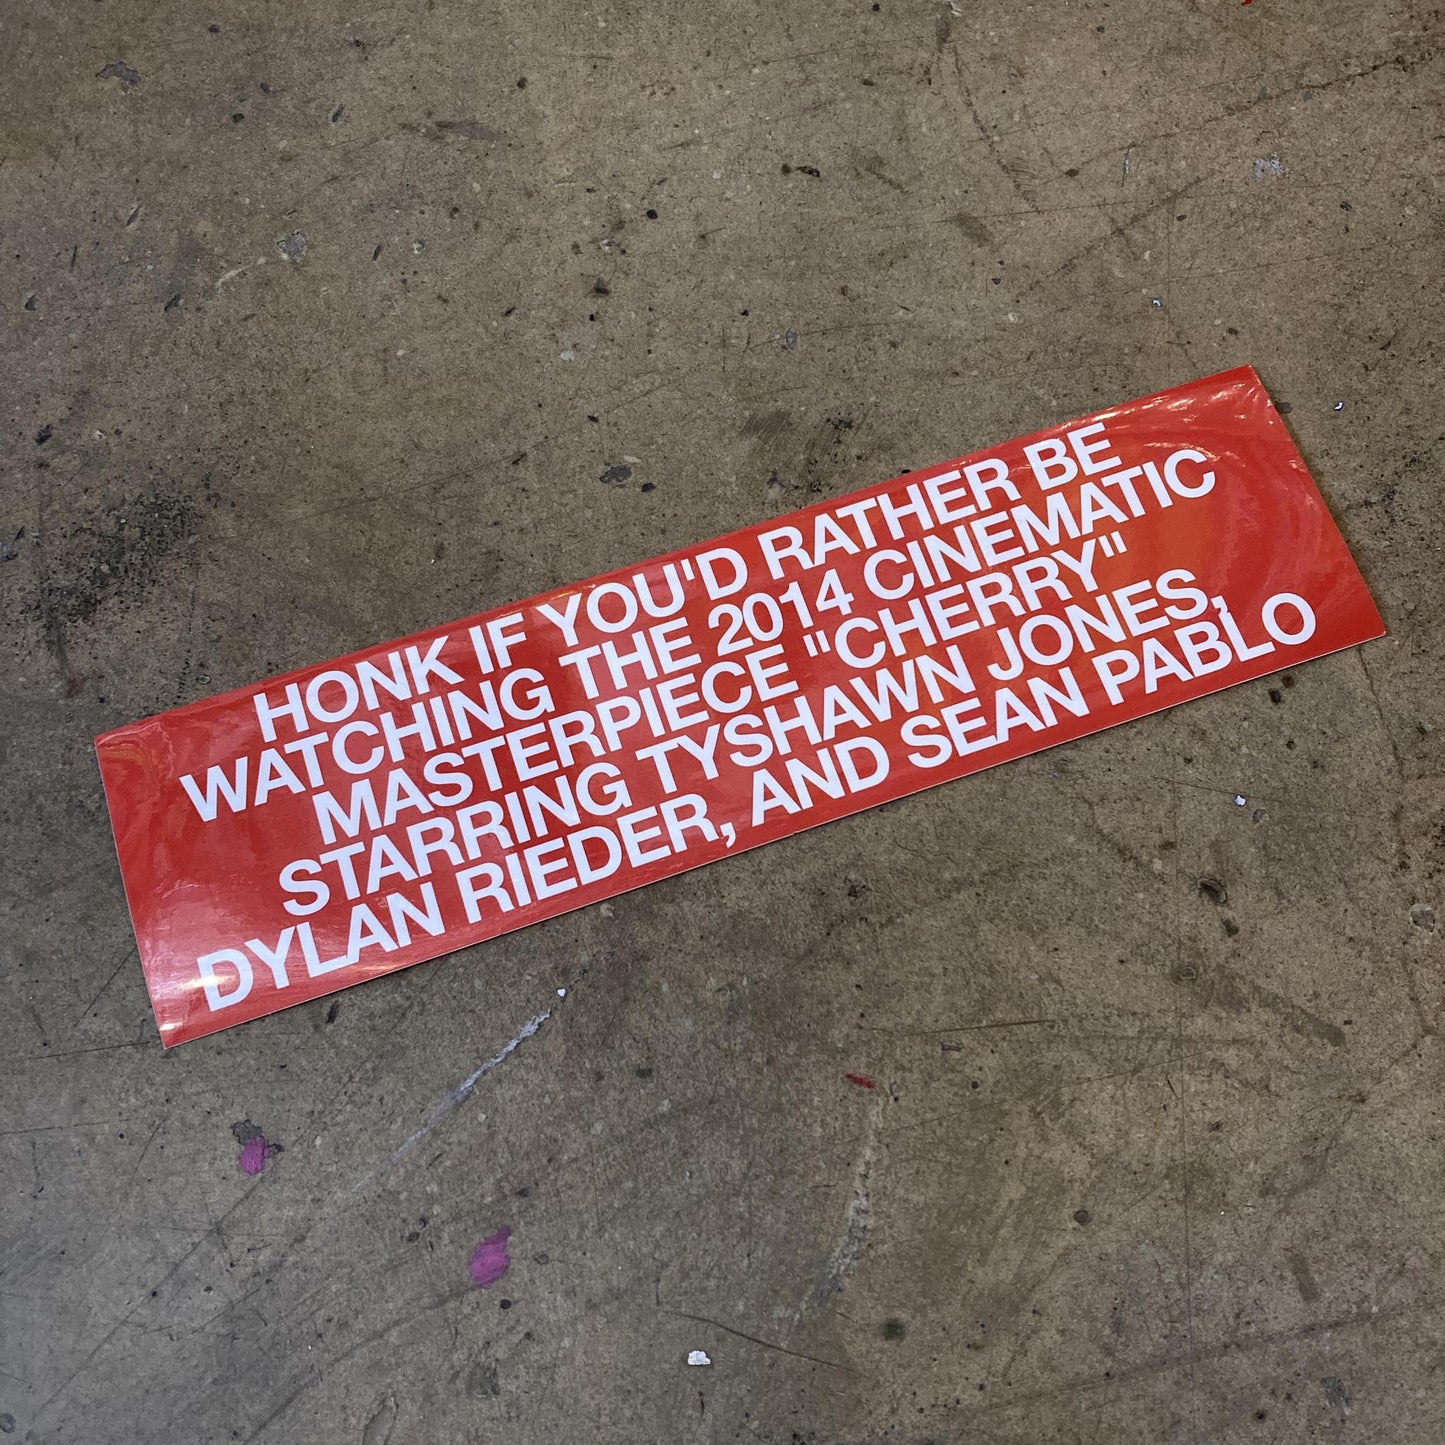 HONK IF YOU'D RATHER BE
WATCHING THE 2014 CINEMATIC
MASTERPIECE "CHERRY"
STARRING TYSHAWN JONES,
DYLAN RIEDER, AND SEAN PABLO